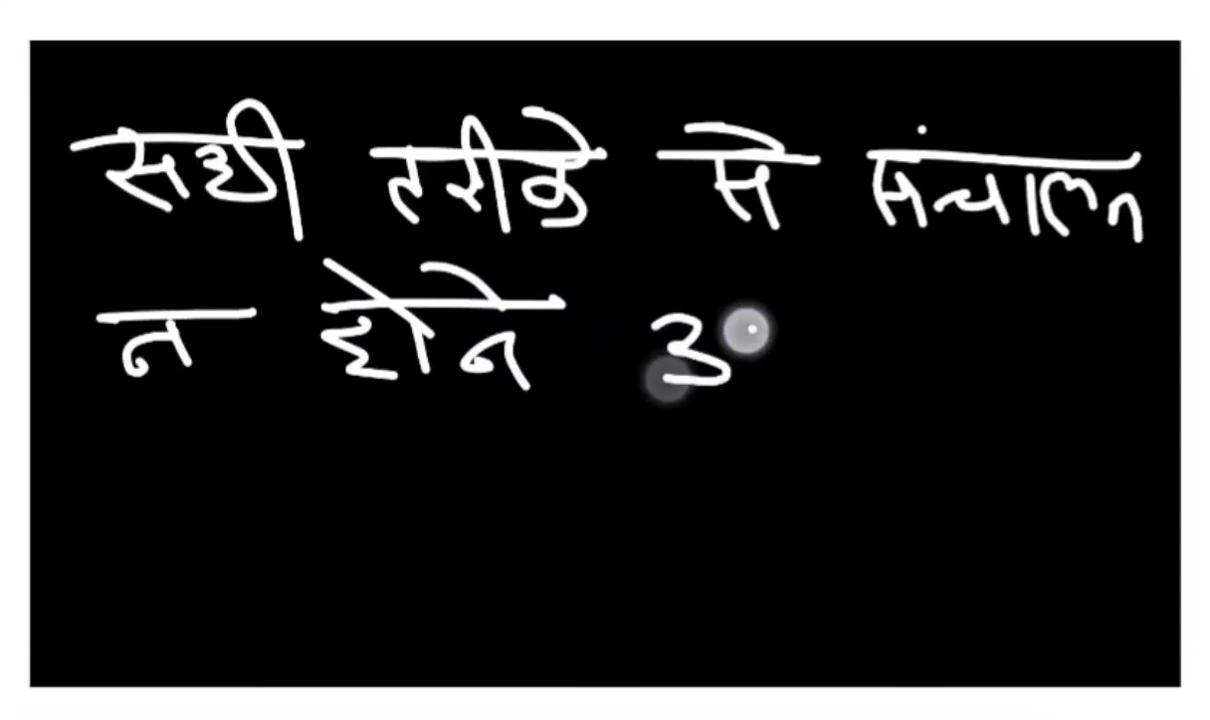 सही तरीके से संचालन
न होने उ